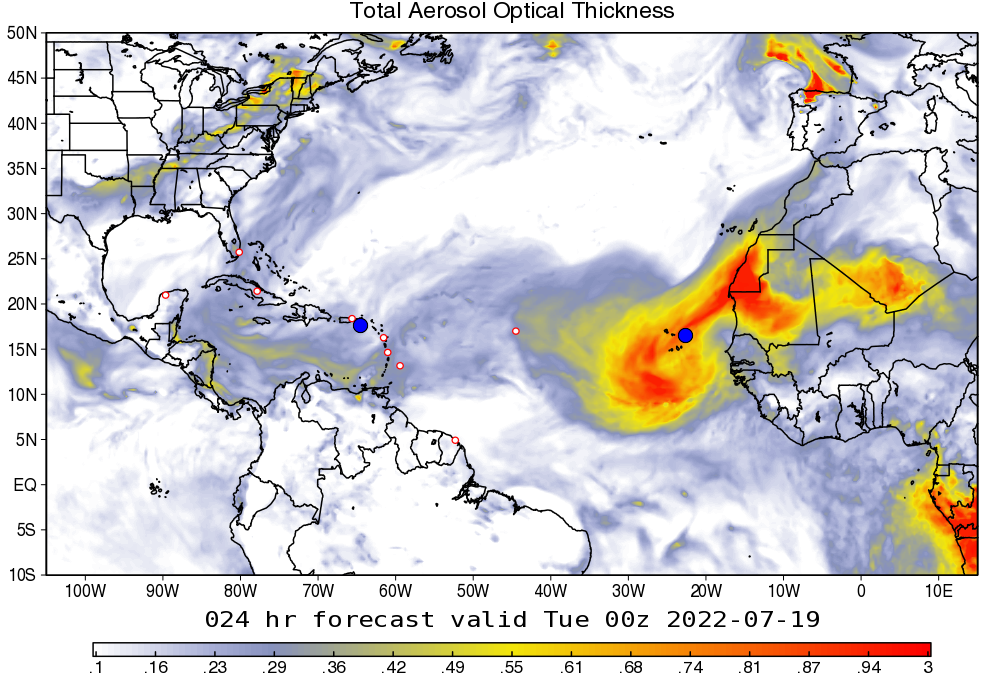 Total Aerosol Optical Thickness
50N
45N
40N
35N
30N
25N
20N
15N
10N
5N
EQ
5S
10S
100W 90W 80W 70W 60W 50W 40W 30W 20W 10W 0 10E
024 hr forecast valid Tue 00z 2022-07-19
.1 .16 .23 .29 .36 .42 .49 .55 .61 .68 .74 .81 .87 .94 3